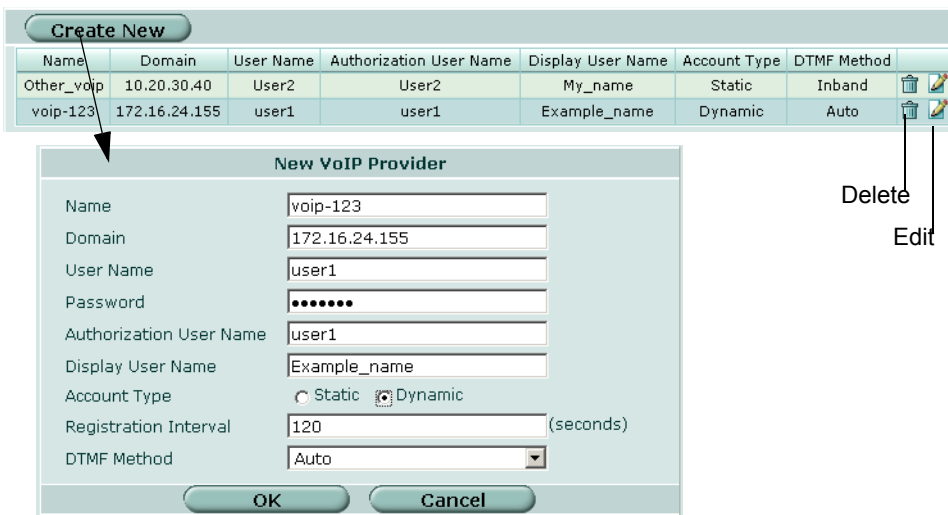 Create New
Name Domain User Name Authorization User Name Display User Name Account Type DTMF Method
Other_voip 10.20.30.40 User2 User2 My_name Static Inband
voip-123 172.16.24.155 user1 user1 Example_name Dynamic Auto
Delete
Edit
New VoIP Provider
Name voip-123
Domain 172.16.24.155
User Name user1
Password •••••••
Authorization User Name user1
Display User Name Example_name
Account Type Static Dynamic
Registration Interval 120 (seconds)
DTMF Method Auto
OK Cancel